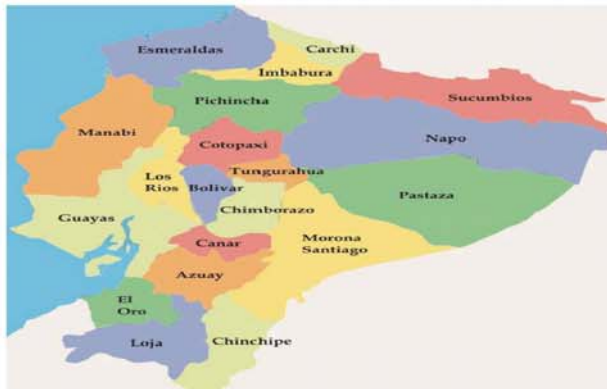 Esmeraldas
Carchi
Imbabura
Sucumbios
Pichincha
Manabi
Cotopaxi
Napo
Los
Rios
Tungurahua
Bolivar
Pastaza
Guayas
Chimborazo
Canar
Morona
Santiago
Azuay
El
Oro
Loja
Chinchipe